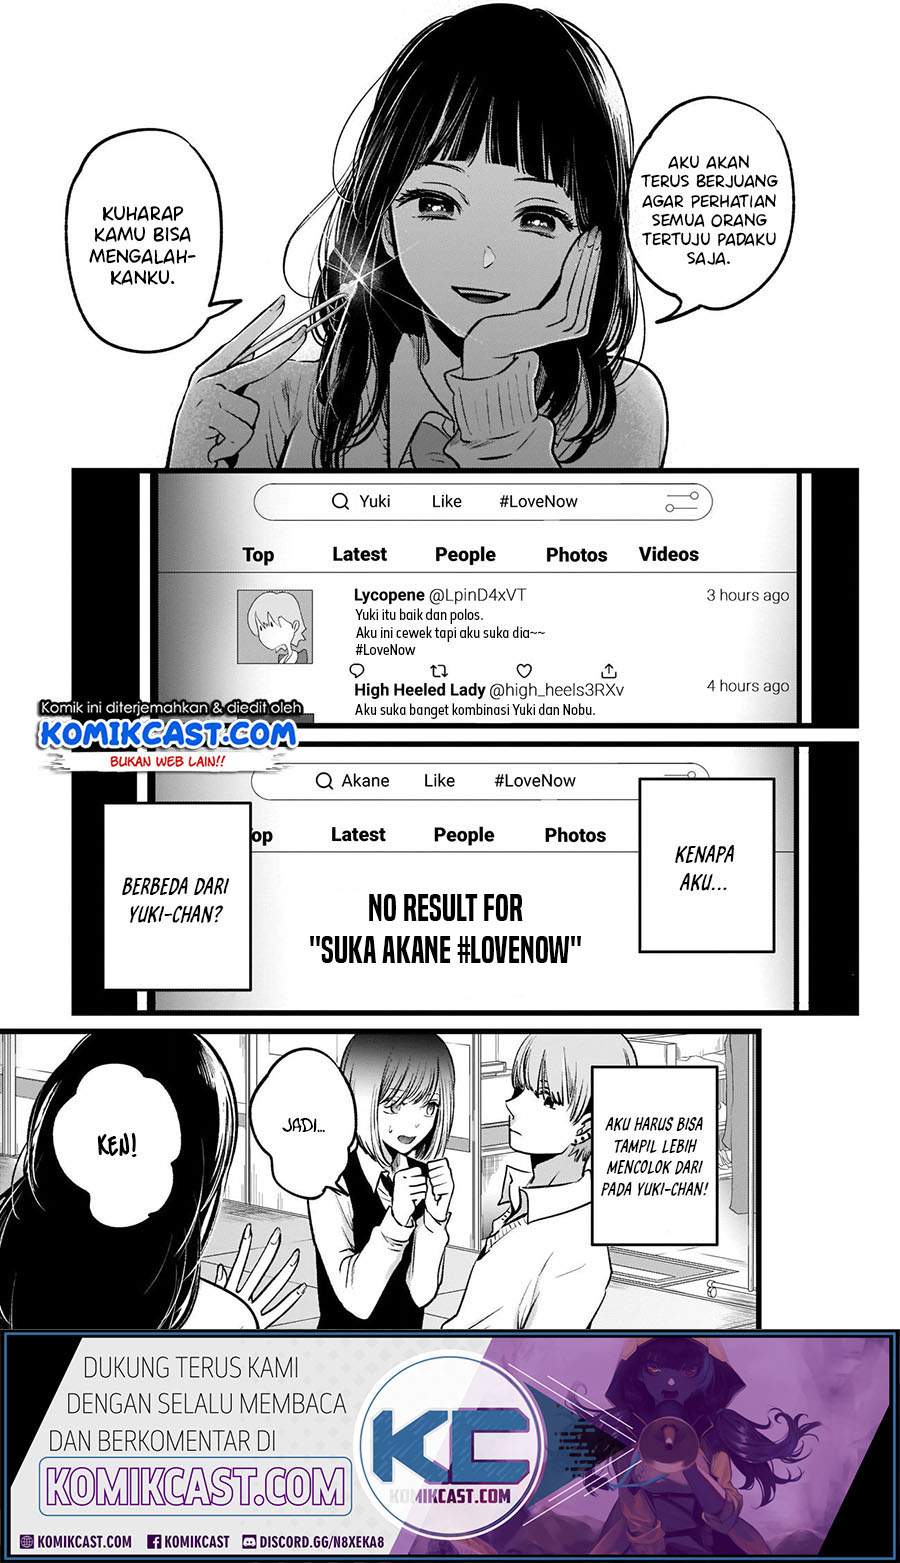 AKU AKAN
TERUS BERJUANG
AGAR PERHATIAN
SEMUA ORANG
TERTUJU PADAKU
SAJA.
KUHARAP
KAMU BISA
MENGALAH-
KANKU.
Yuki Like #LoveNow
Top Latest People Photos Videos
Lycopene @LpinD4xVT 3 hours ago
Yuki itu baik dan polos.
Aku ini cewek tapi aku suka dia~~
#LoveNow
High Heeled Lady @high_heels3RXv 4 hours ago
Aku suka banget kombinasi Yuki dan Nobu.
Komik ini diterjemahkan & diedit oleh
KOMIKCAST.COM
BUKAN WEB LAIN!!
Akane Like #LoveNow
op Latest People Photos
KENAPA
AKU...
BERBEDA DARI
YUKI-CHAN?
NO RESULT FOR
"SUKA AKANE #LOVENOW"
AKU HARUS BISA
TAMPIL LEBIH
MENCOLOK DARI
PADA YUKI-CHAN!
JADI...
KEN!
DUKUNG TERUS KAMI
DENGAN SELALU MEMBACA
DAN BERKOMENTAR DI
KOMIKCAST.COM
KOMIKCAST.COM KOMIKCAST DISCORD.GG/N8XEKA8
KC
KOMIKCAST.COM